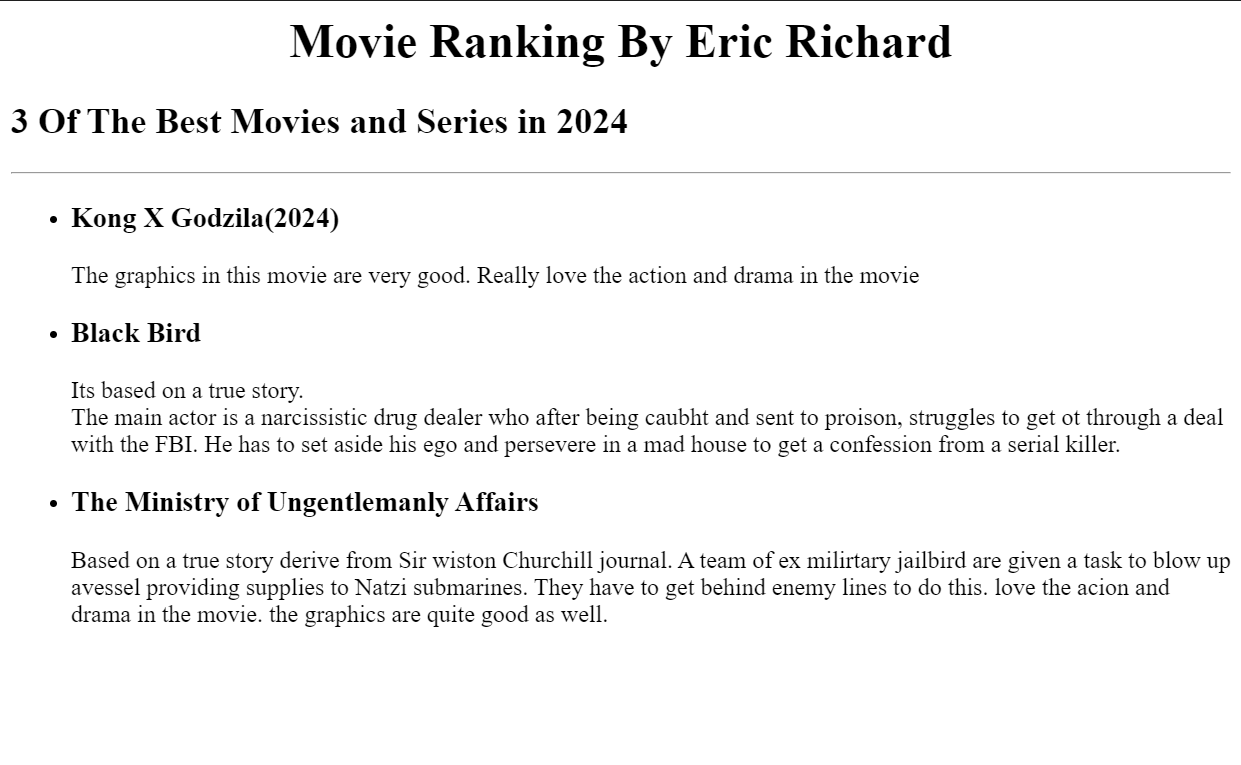 Movie Ranking By Eric Richard
3 Of The Best Movies and Series in 2024
Kong X Godzila(2024)
The graphics in this movie are very good. Really love the action and drama in the movie
Black Bird
Its based on a true story.
The main actor is a narcissistic drug dealer who after being caubht and sent to proison, struggles to get ot through a deal
with the FBI. He has to set aside his ego and persevere in a mad house to get a confession from a serial killer.
The Ministry of Ungentlemanly Affairs
Based on a true story derive from Sir wiston Churchill journal. A team of ex milirtary jailbird are given a task to blow up
avessel providing supplies to Natzi submarines. They have to get behind enemy lines to do this. love the acion and
drama in the movie. the graphics are quite good as well.